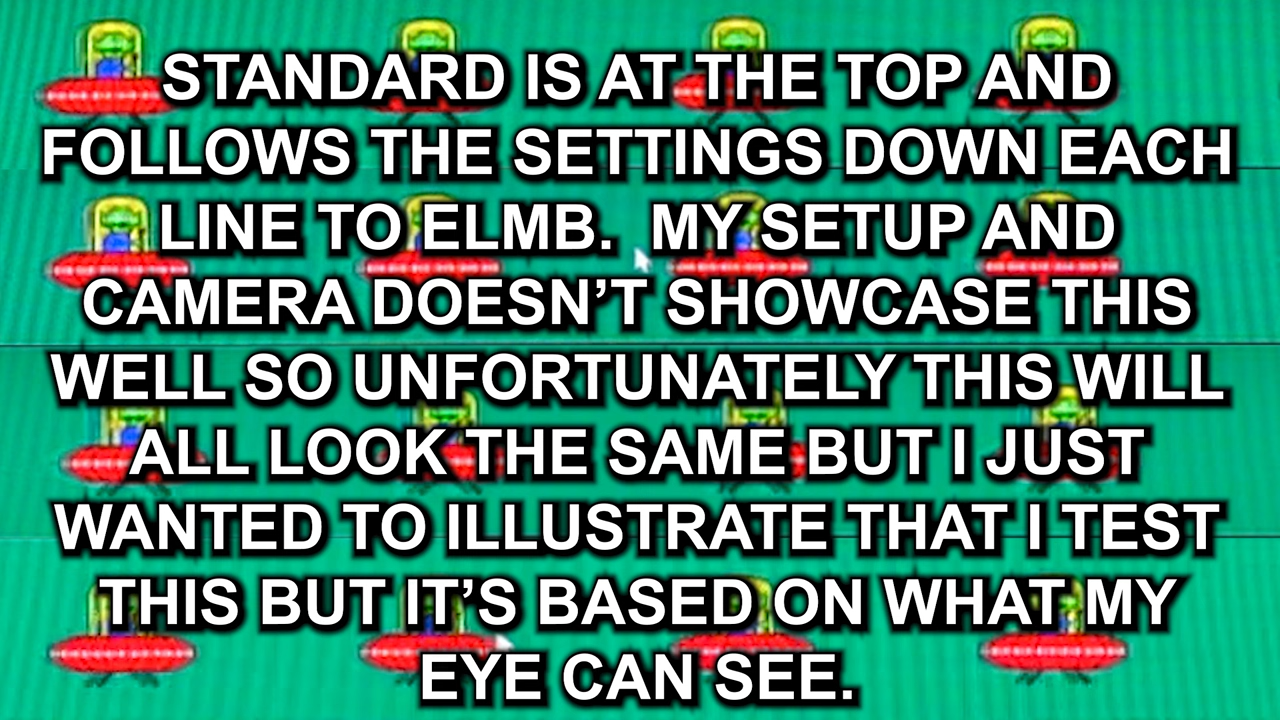 STANDARD IS AT THE TOP AND
FOLLOWS THE SETTINGS DOWN EACH
LINE TO ELMB.  MY SETUP AND
CAMERA DOESN’T SHOWCASE THIS
WELL SO UNFORTUNATELY THIS WILL
ALL LOOK THE SAME BUT I JUST
WANTED TO ILLUSTRATE THAT I TEST
THIS BUT IT’S BASED ON WHAT MY
EYE CAN SEE.